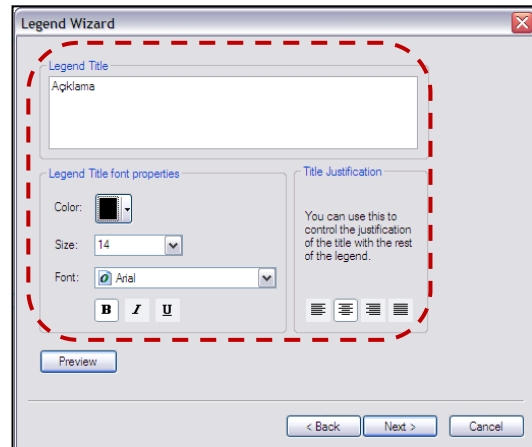 Legend Wizard
Legend Title
Açıklama
Legend Title font properties
Color:
Size: 14
Font: Arial
B I U
Title Justification
You can use this to
control the justification
of the title with the rest
of the legend.
Preview
< Back Next > Cancel